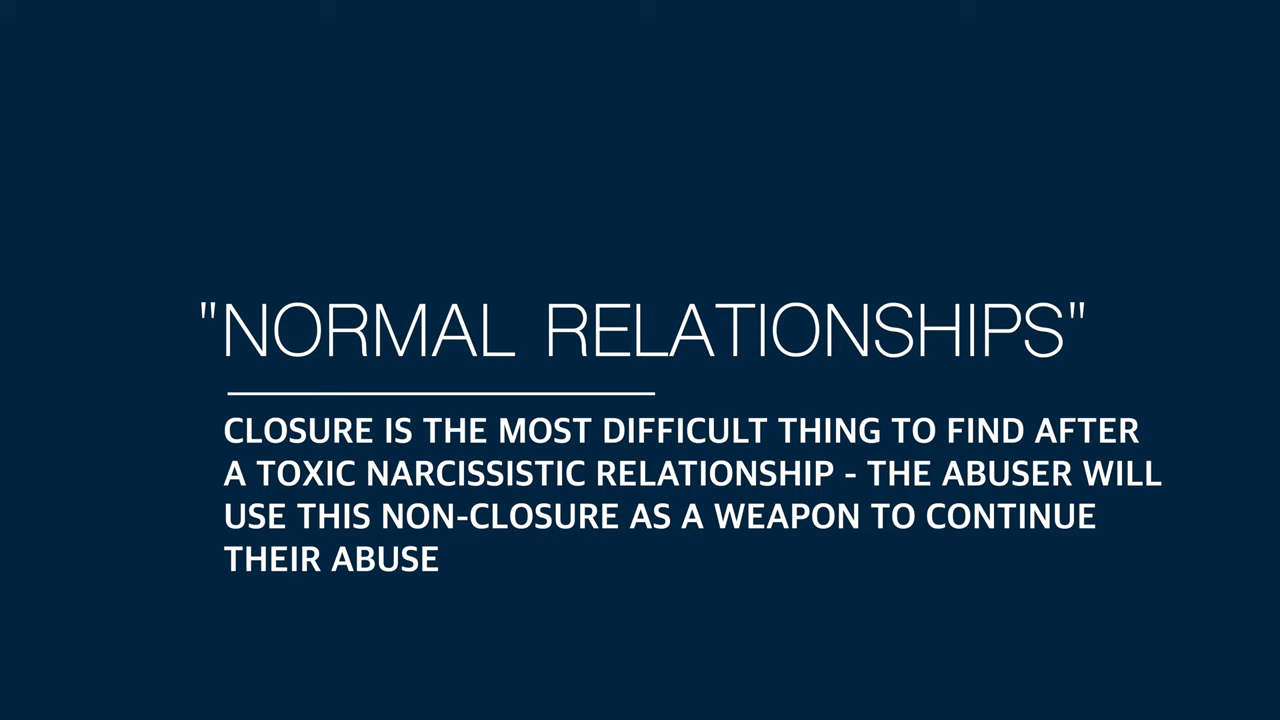 "NORMAL RELATIONSHIPS"
CLOSURE IS THE MOST DIFFICULT THING TO FIND AFTER
A TOXIC NARCISSISTIC RELATIONSHIP - THE ABUSER WILL
USE THIS NON-CLOSURE AS A WEAPON TO CONTINUE
THEIR ABUSE